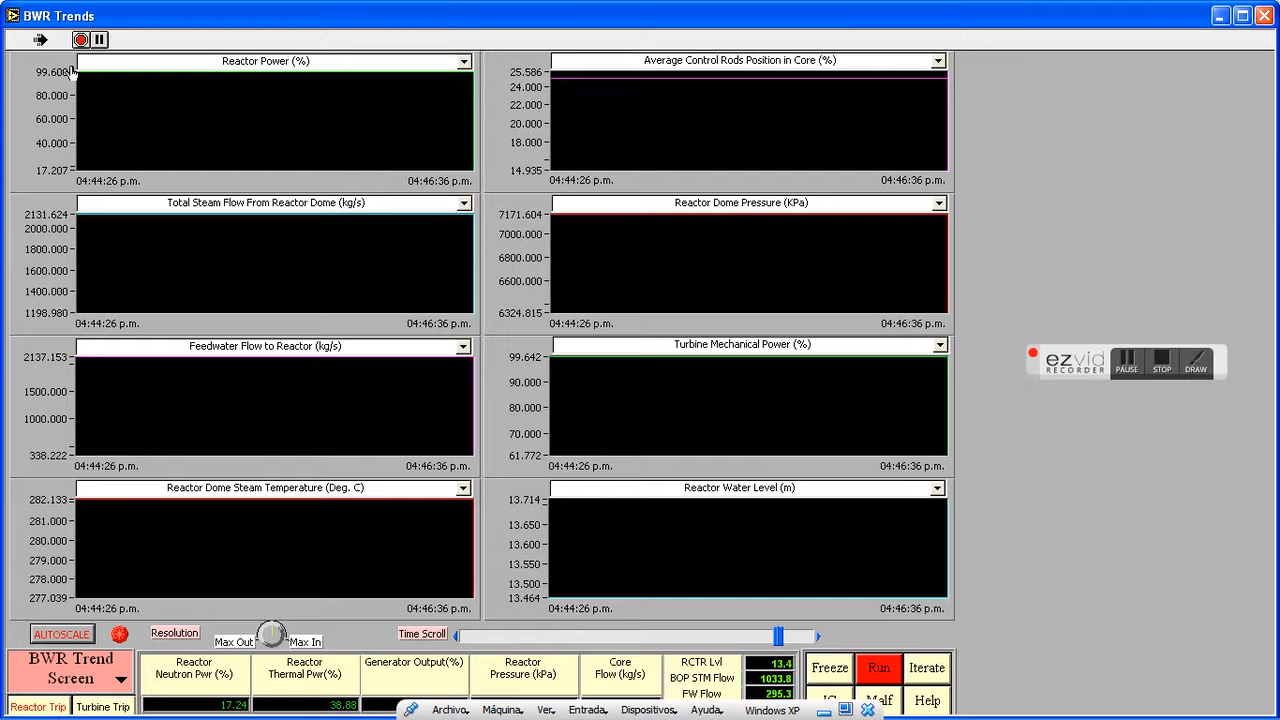 BWR Trends
Reactor Power (%)
99.600
80.000
60.000
40.000
17.207
04:44:26 p.m.
04:46:36 p.m.
Average Control Rods Position in Core (%)
25.586
24.000
22.000
20.000
18.000
14.935
04:44:26 p.m.
04:46:36 p.m.
Total Steam Flow From Reactor Dome (kg/s)
2131.624
2000.000
1800.000
1600.000
1400.000
1198.980
04:44:26 p.m.
04:46:36 p.m.
Reactor Dome Pressure (KPa)
7171.604
7000.000
6800.000
6600.000
6324.815
04:44:26 p.m.
04:46:36 p.m.
Feedwater Flow to Reactor (kg/s)
2137.153
1500.000
1000.000
338.222
04:44:26 p.m.
04:46:36 p.m.
Turbine Mechanical Power (%)
99.642
90.000
80.000
70.000
61.772
04:44:26 p.m.
04:46:36 p.m.
ezvid
RECORDER
PAUSE
STOP
DRAW
Reactor Dome Steam Temperature (Deg. C)
282.133
281.000
280.000
279.000
278.000
277.039
04:44:26 p.m.
04:46:36 p.m.
Reactor Water Level (m)
13.714
13.650
13.600
13.550
13.500
13.464
04:44:26 p.m.
04:46:36 p.m.
AUTOSCALE
Resolution
Max Out
Max In
Time Scroll
BWR Trend
Screen
Reactor Trip
Turbine Trip
Reactor
Neutron Pwr(%)
17.24
Reactor
Thermal Pwr(%)
38.88
Generator Output(%)
Reactor
Pressure (kPa)
Core
Flow (kg/s)
RCTR Lvl
13.4
BOP STM Flow
1033.8
FW Flow
295.3
Freeze
Run
Iterate
IC
Malf
Help
Archivo
Máquina
Ver
Entrada
Dispositivos
Ayuda
Windows XP